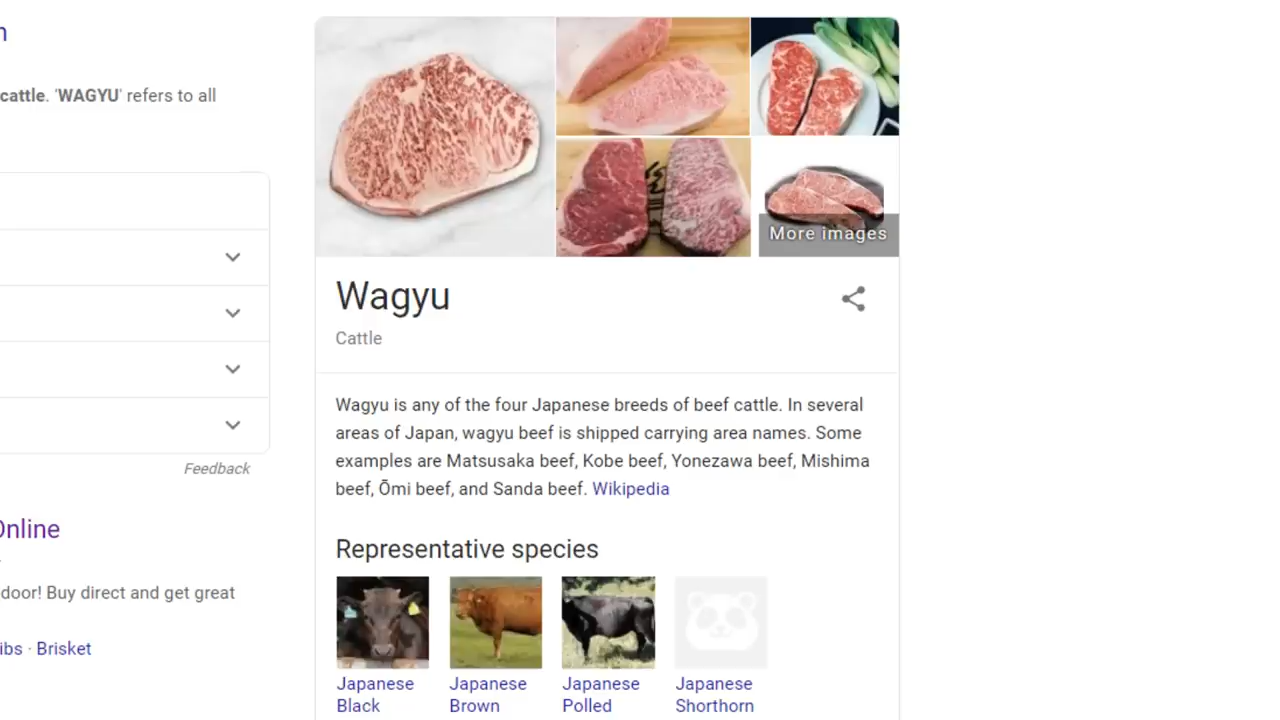 cattle. 'WAGYU' refers to all
Feedback
Online
door! Buy direct and get great
ibs · Brisket
More images
Wagyu
Cattle
Wagyu is any of the four Japanese breeds of beef cattle. In several
areas of Japan, wagyu beef is shipped carrying area names. Some
examples are Matsusaka beef, Kobe beef, Yonezawa beef, Mishima
beef, Ōmi beef, and Sanda beef. Wikipedia
Representative species
Japanese Black
Japanese Brown
Japanese Polled
Japanese Shorthorn